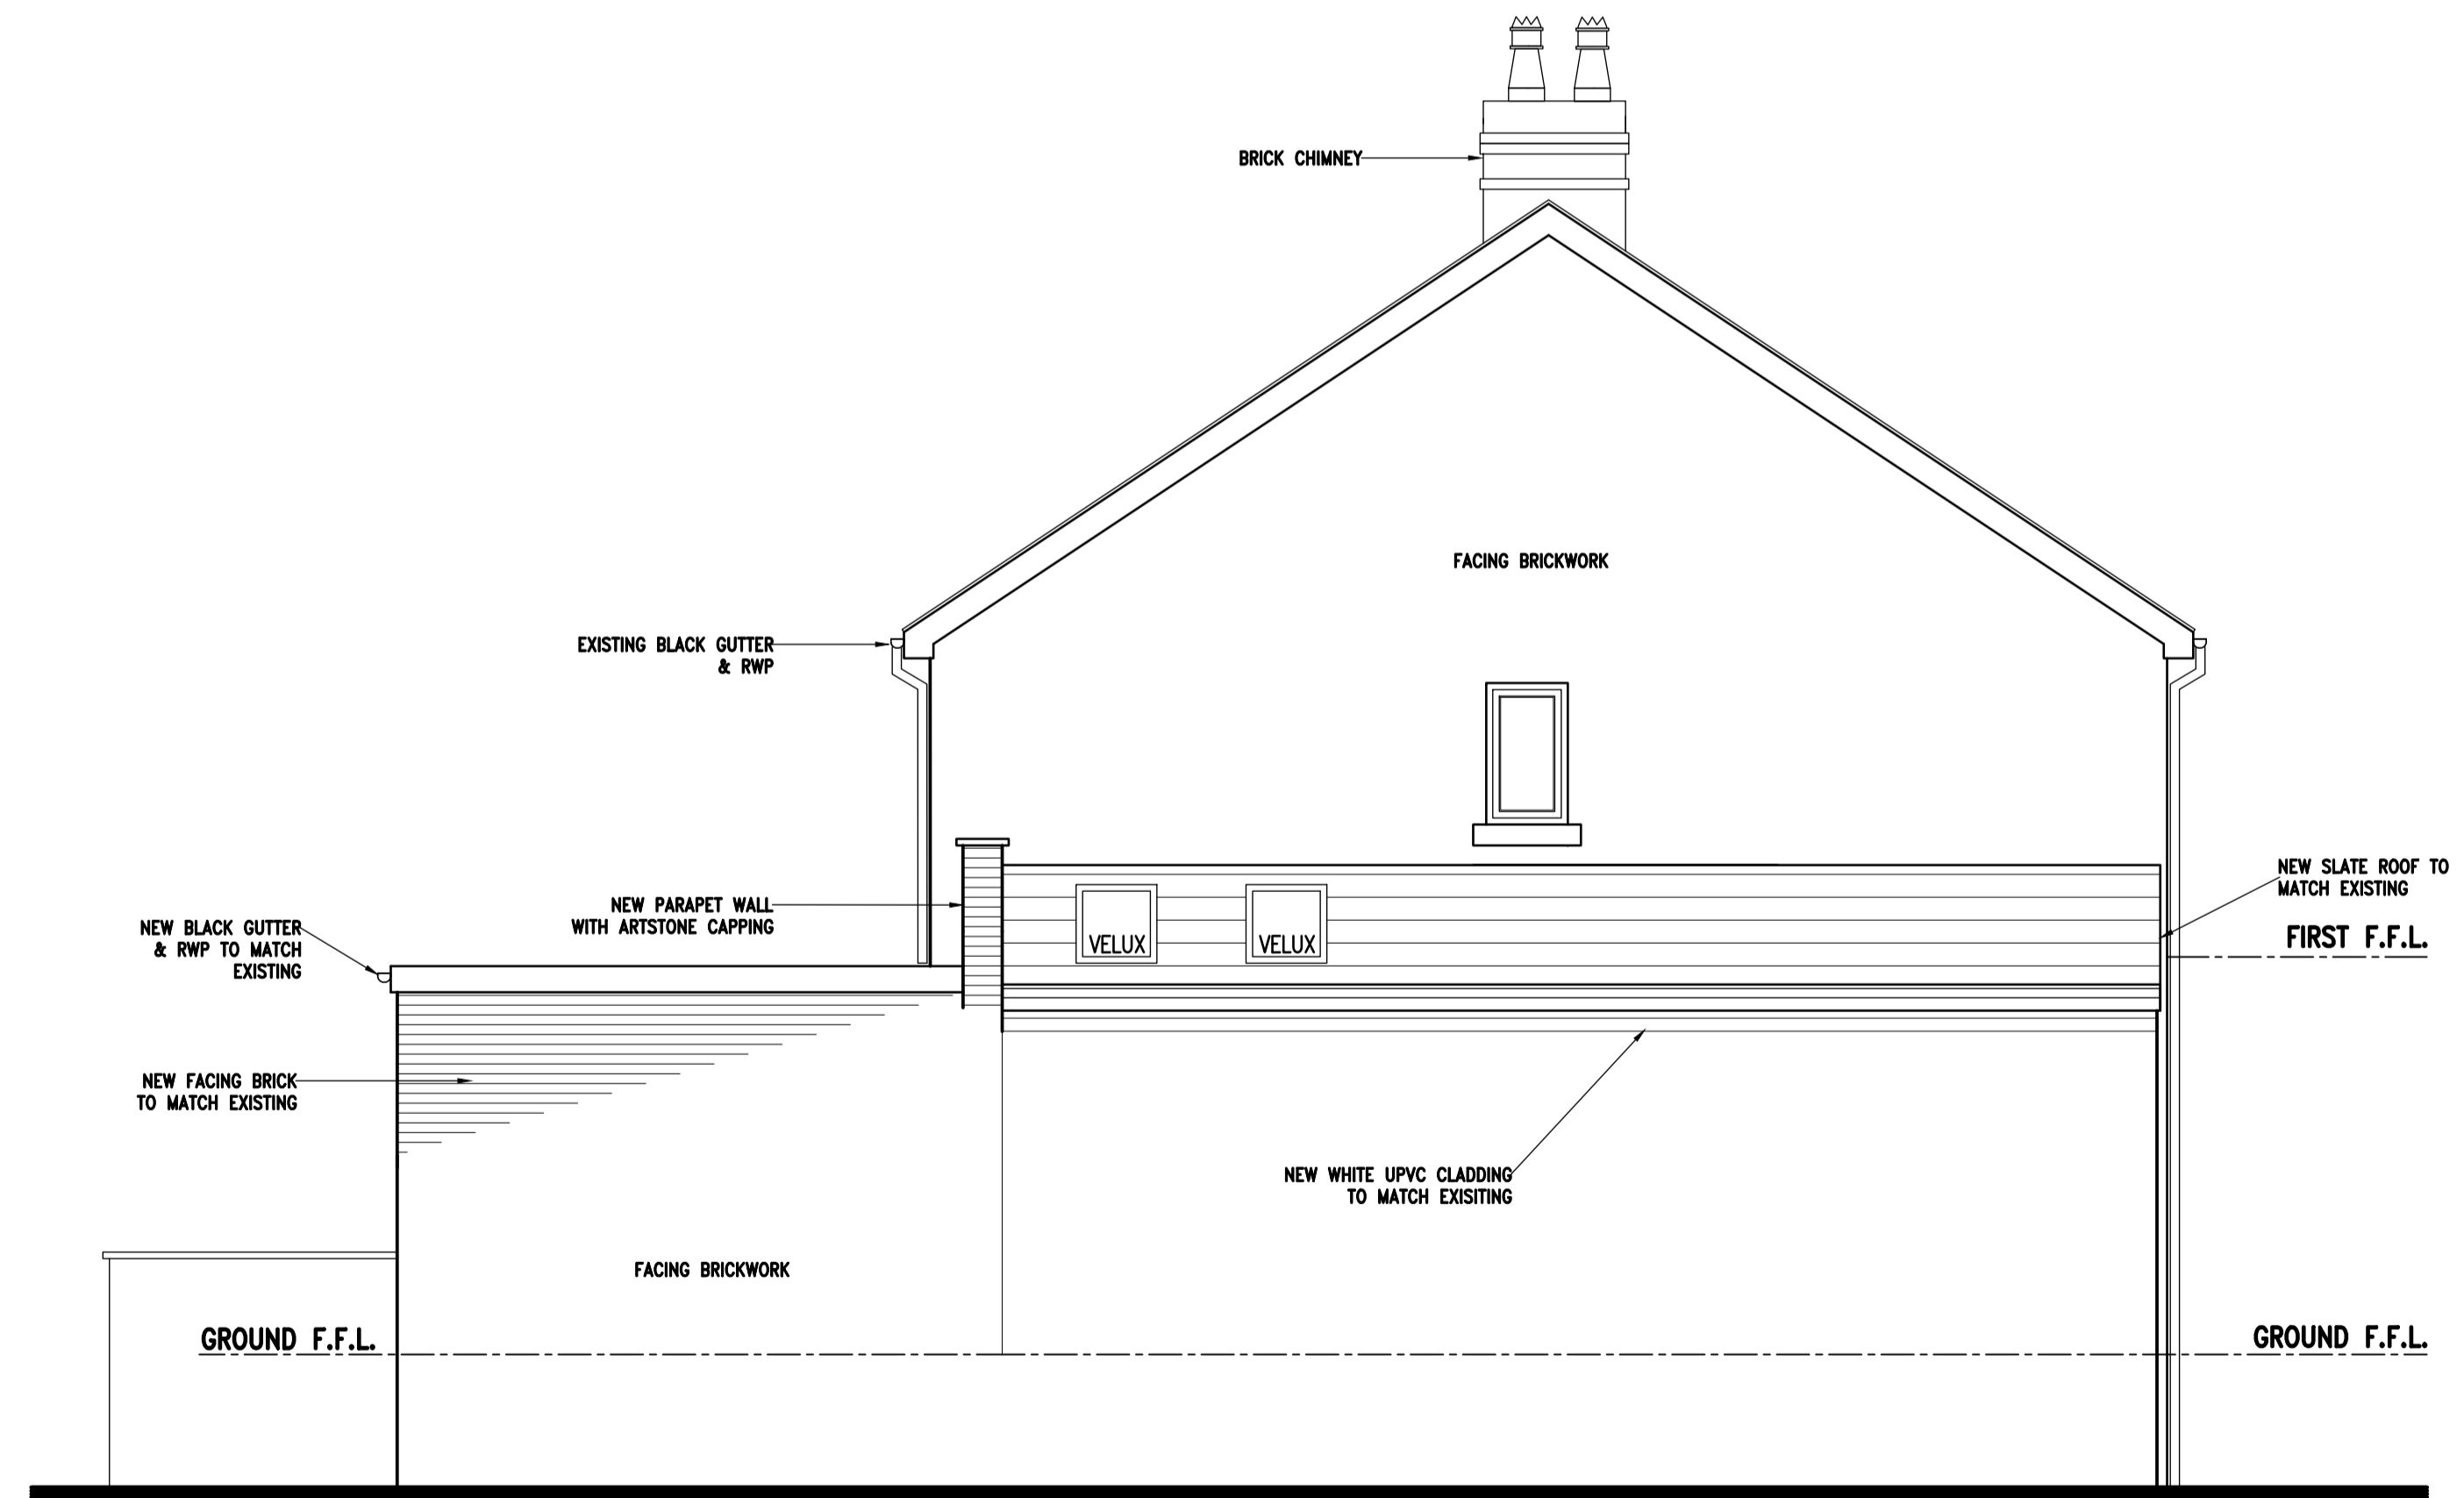 BRICK CHIMNEY
FACING BRICKWORK
EXISTING BLACK GUTTER
& RWP
NEW SLATE ROOF TO
MATCH EXISTING
NEW PARAPET WALL
WITH ARTSTONE CAPPING
NEW BLACK GUTTER
& RWP TO MATCH
EXISTING
VELUX
VELUX
FIRST F.F.L.
NEW FACING BRICK
TO MATCH EXISTING
NEW WHITE UPVC CLADDING
TO MATCH EXISITING
FACING BRICKWORK
GROUND F.F.L.
GROUND F.F.L.